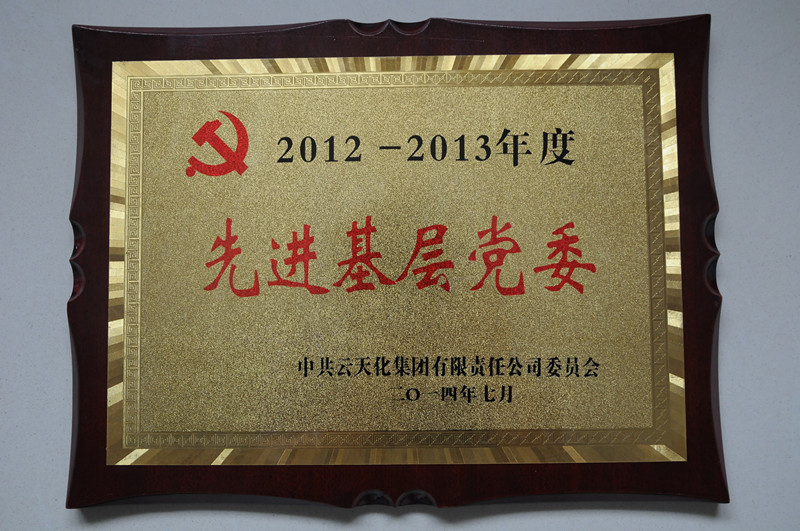 2012-2013年度
先进基层党委
中共云天化集团有限责任公司委员会
二〇一四年七月